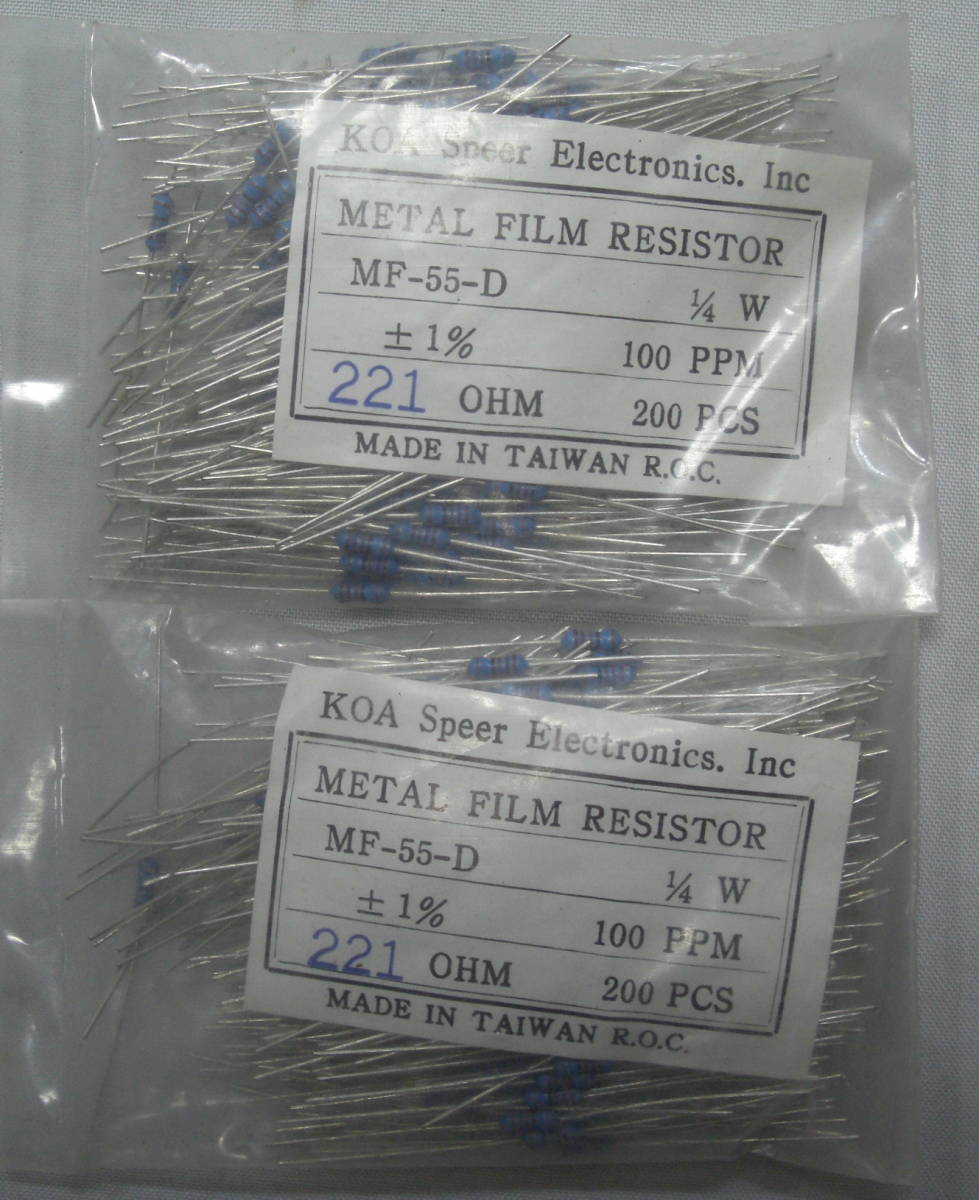 KOA Speer Electronics. Inc
METAL FILM RESISTOR
MF-55-D
¼ W
± 1%
100 PPM
221 OHM
200 PCS
MADE IN TAIWAN R.O.C.
KOA Speer Electronics. Inc
METAL FILM RESISTOR
MF-55-D
¼ W
± 1%
100 PPM
221 OHM
200 PCS
MADE IN TAIWAN R.O.C.